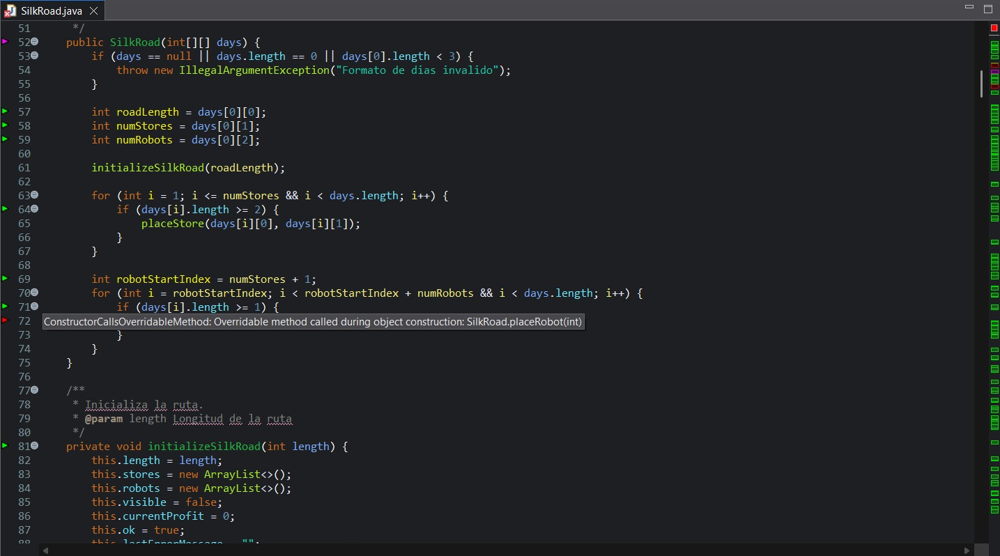 SilkRoad.java
51 */
52 public SilkRoad(int[][] days) {
53 if (days == null || days.length == 0 || days[0].length < 3) {
54 throw new IllegalArgumentException("Formato de dias invalido");
55 }
56
57 int roadLength = days[0][0];
58 int numStores = days[0][1];
59 int numRobots = days[0][2];
60
61 initializeSilkRoad(roadLength);
62
63 for (int i = 1; i <= numStores && i < days.length; i++) {
64 if (days[i].length >= 2) {
65 placeStore(days[i][0], days[i][1]);
66 }
67 }
68
69 int robotStartIndex = numStores + 1;
70 for (int i = robotStartIndex; i < robotStartIndex + numRobots && i < days.length; i++) {
71 if (days[i].length >= 1) {
72 ConstructorCallsOverridableMethod: Overridable method called during object construction: SilkRoad.placeRobot(int)
73 }
74 }
75 }
76
77 /**
78 * Inicializa la ruta.
79 * @param length Longitud de la ruta
80 */
81 private void initializeSilkRoad(int length) {
82 this.length = length;
83 this.stores = new ArrayList<>();
84 this.robots = new ArrayList<>();
85 this.visible = false;
86 this.currentProfit = 0;
87 this.ok = true;
88 this.lastErrorMessage = "";